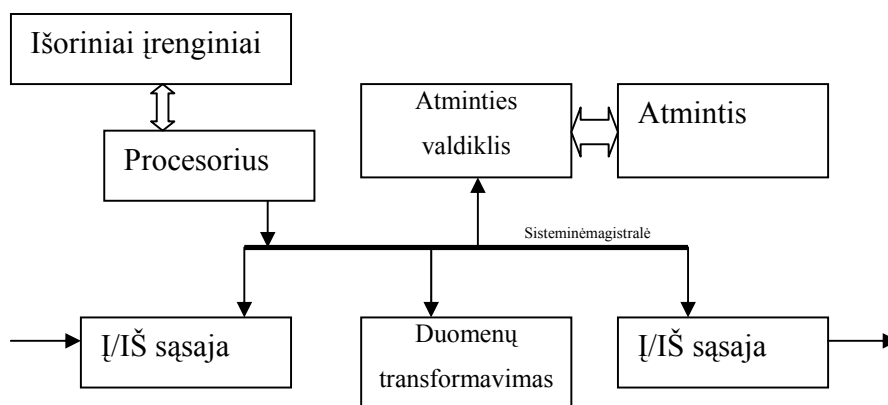 Išoriniai įrenginiai
Atminties
valdiklis
Atmintis
Procesorius
Sisteminėmagistralė
Į/IŠ sąsaja
Duomenų
transformavimas
Į/IŠ sąsaja